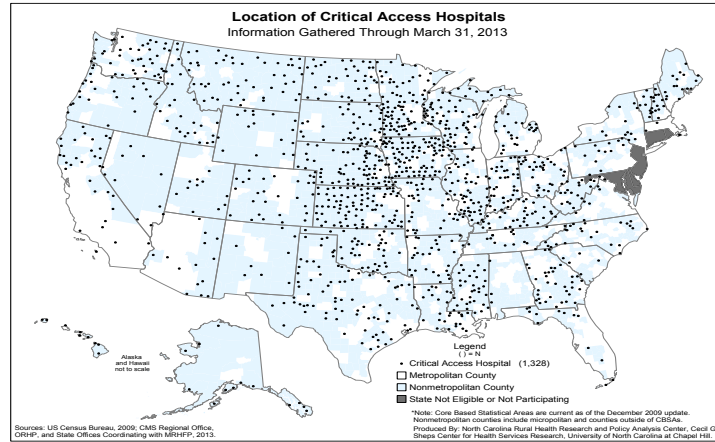 Location of Critical Access Hospitals
Information Gathered Through March 31, 2013
Alaska
and Hawaii
not to scale
Legend
( ) = N
Critical Access Hospital (1,328)
Metropolitan County
Nonmetropolitan County
State Not Eligible or Not Participating
Sources: US Census Bureau, 2009; CMS Regional Office,
ORHP, and State Offices Coordinating with MRHFP, 2013.
*Note: Core Based Statistical Areas are current as of the December 2009 update.
Nonmetropolitan counties include micropolitan and counties outside of CBSAs.
Produced By: North Carolina Rural Health Research and Policy Analysis Center, Cecil G
Sheps Center for Health Services Research, University of North Carolina at Chapel Hill.